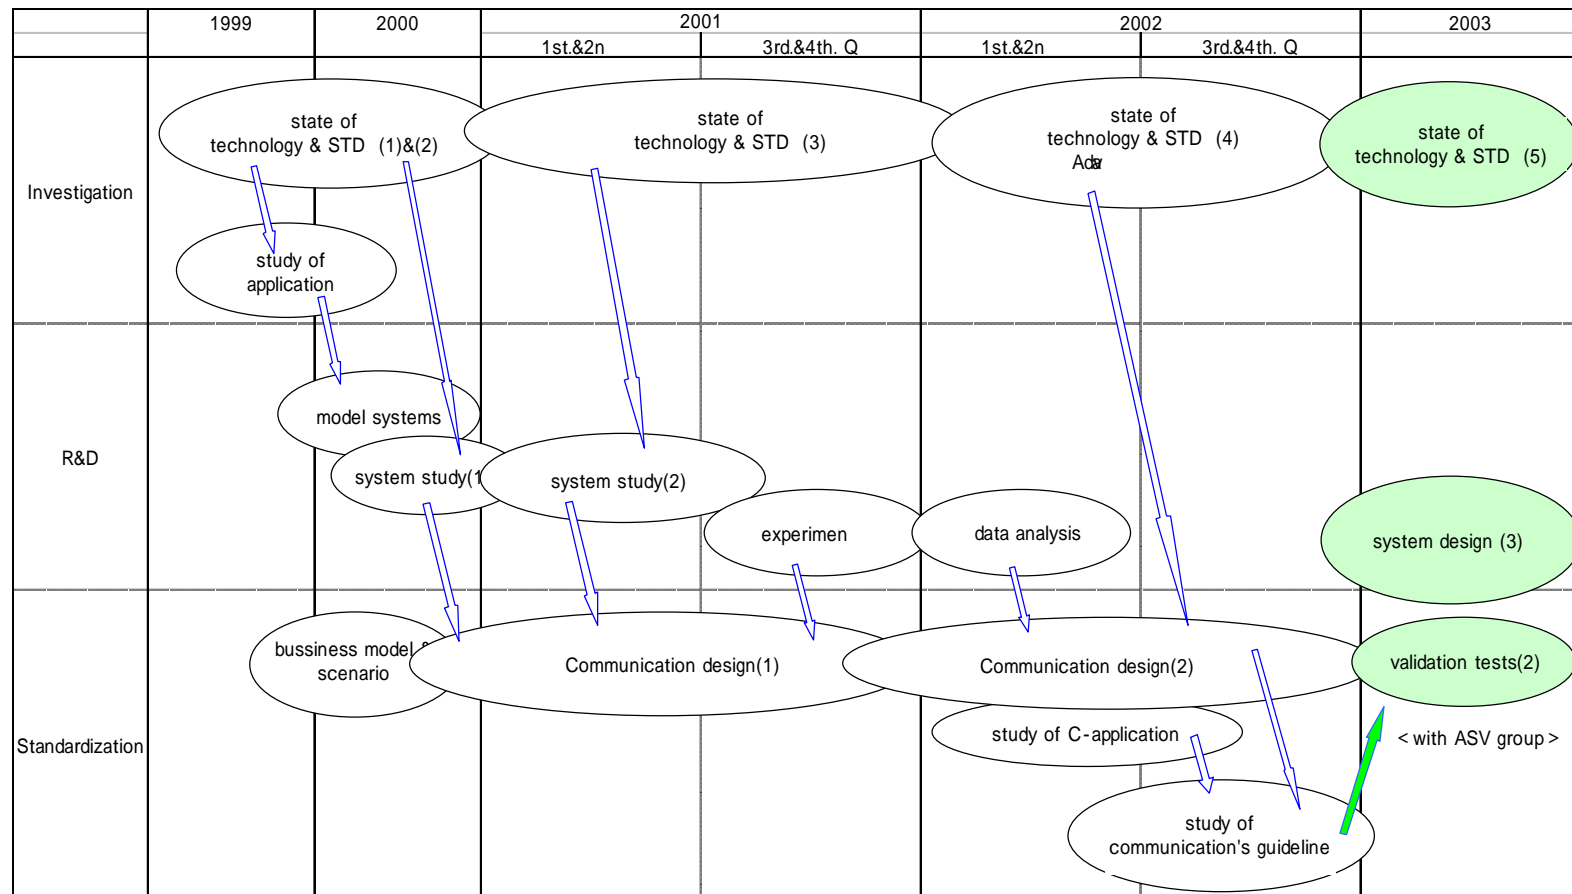 1999 2000 2001 2002 2003
1st.&2n 3rd.&4th. Q 1st.&2n 3rd.&4th. Q
Investigation
state of
technology & STD (1)&(2)
state of
technology & STD (3)
state of
technology & STD (4)
state of
technology & STD (5)
study of
application
R&D
model systems
system study(1
system study(2)
experimen
data analysis
system design (3)
Standardization
bussiness model &
scenario
Communication design(1)
Communication design(2)
validation tests(2)
study of C-application
< with ASV group >
study of
communication's guideline